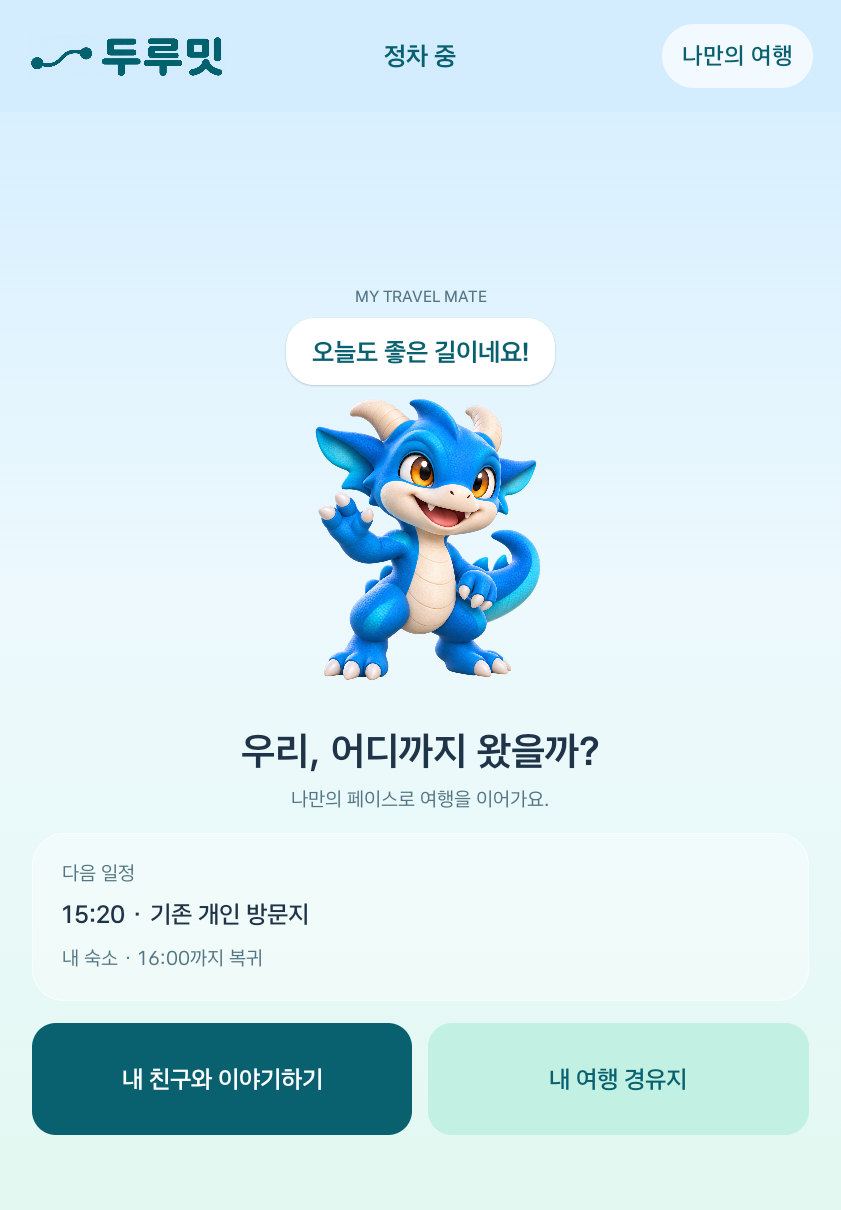 두루밋
정차 중
나만의 여행
MY TRAVEL MATE
오늘도 좋은 길이네요!
우리, 어디까지 왔을까?
나만의 페이스로 여행을 이어가요.
다음 일정
15:20 · 기존 개인 방문지
내 숙소 · 16:00까지 복귀
내 친구와 이야기하기
내 여행 경유지